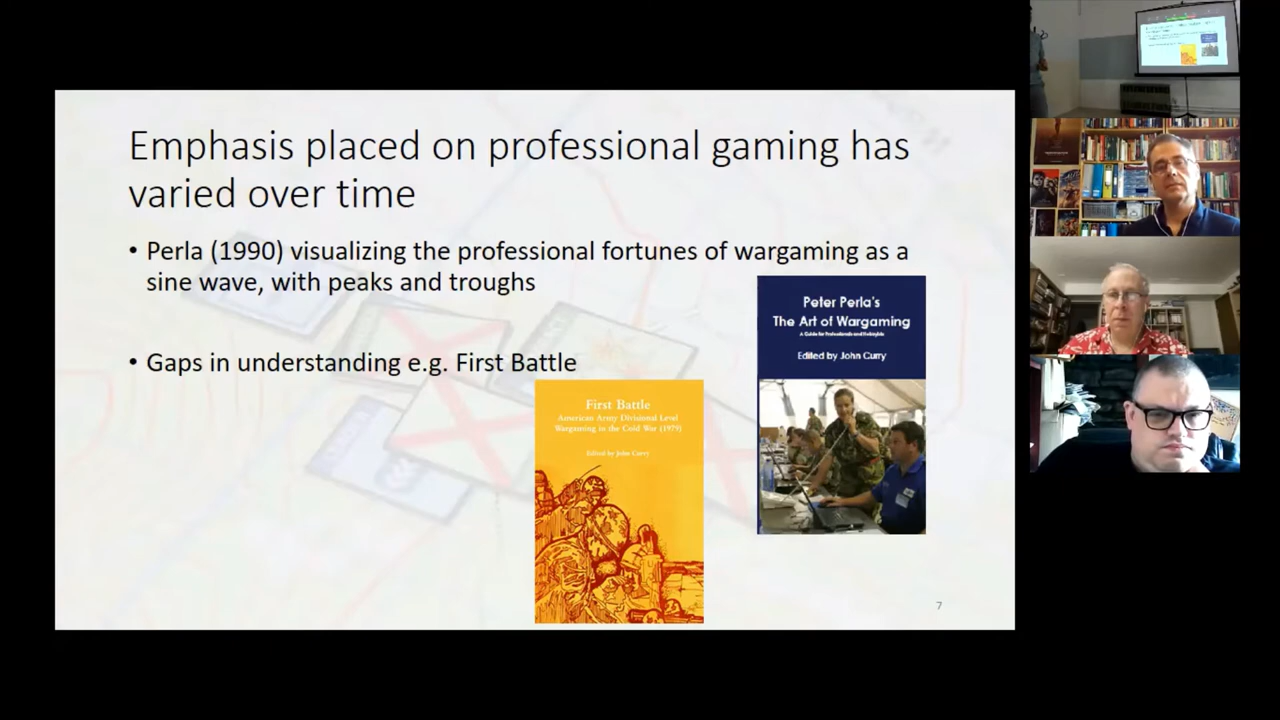 Emphasis placed on professional gaming has
varied over time
• Perla (1990) visualizing the professional fortunes of wargaming as a
sine wave, with peaks and troughs
• Gaps in understanding e.g. First Battle
Peter Perla's
The Art of Wargaming
A Guide for Professionals and Hobbyists
Edited by John Curry
First Battle
American Army Divisional Level
Wargaming in the Cold War (1979)
Edited by John Curry
7